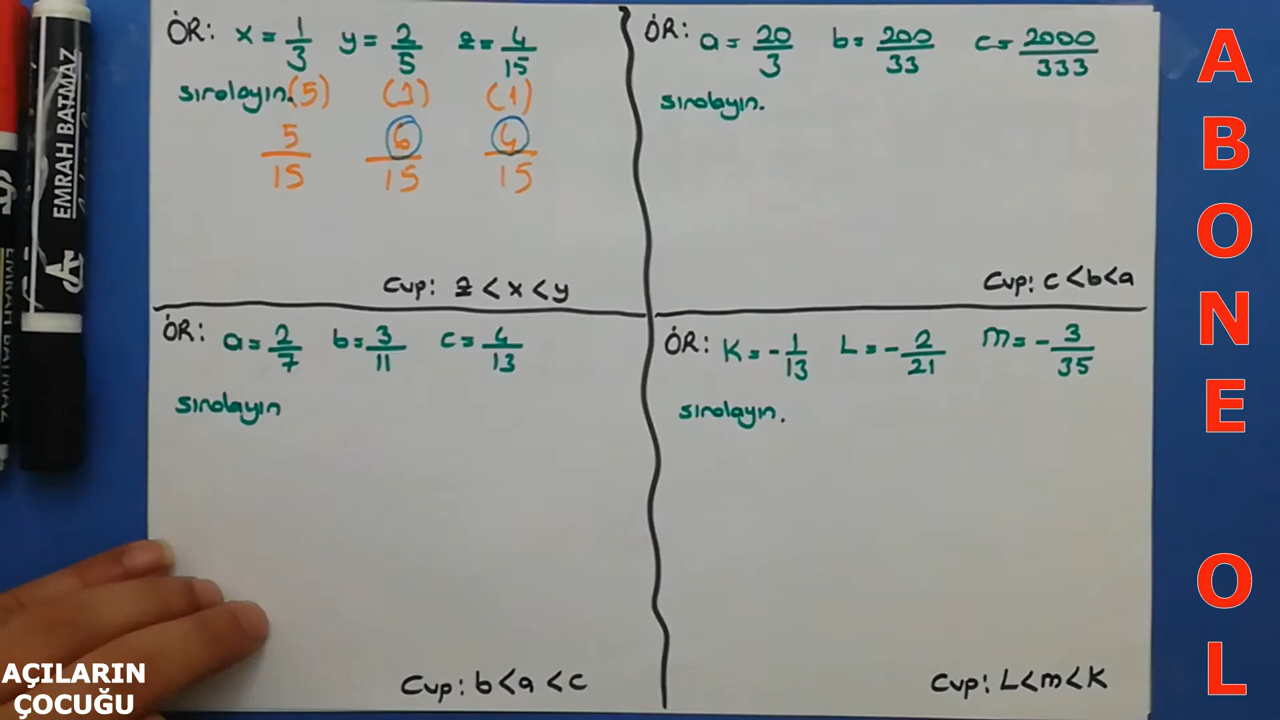 ÖR: x = 1/3 y = 2/5 z = 4/15
sıralayın. (5) (3) (1)
5/15 6/15 4/15
Cvp: z < x < y
ÖR: a = 20/3 b = 200/33 c = 2000/333
sıralayın.
Cvp: c < b < a
ÖR: a = 2/7 b = 3/11 c = 4/13
sıralayın
Cvp: b < a < c
ÖR: K = -1/13 L = -2/21 m = -3/35
sıralayın.
Cvp: L < m < K
EMRAH BATMAZ
ABONE OL
AÇILARIN
ÇOCUĞU